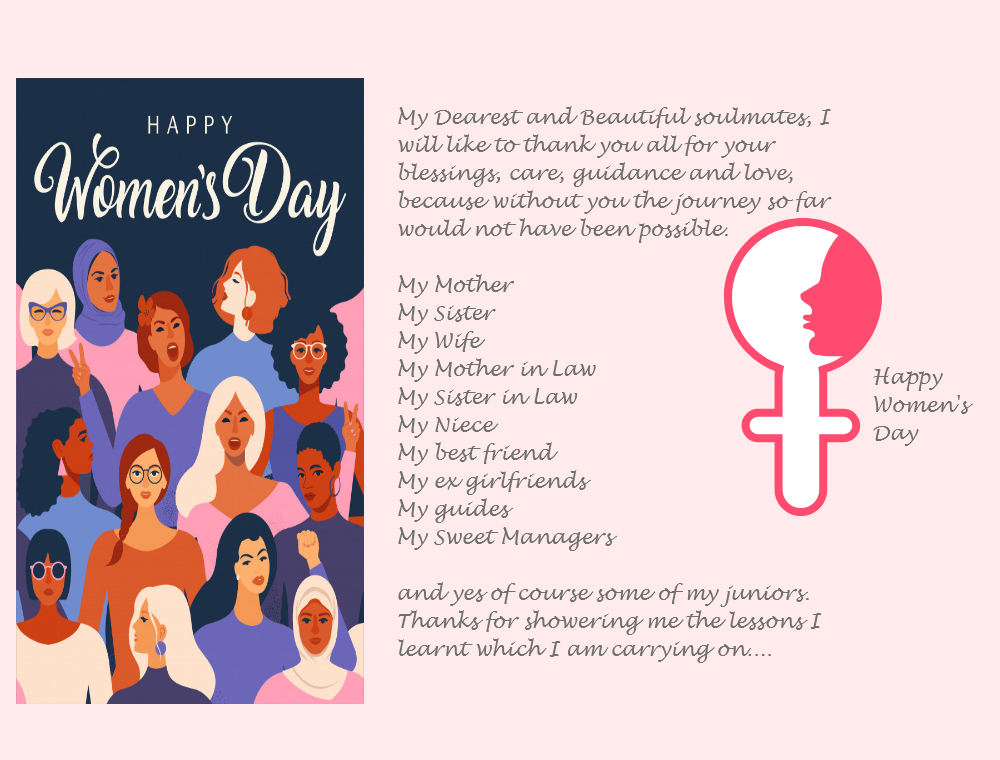 HAPPY
Women's Day
My Dearest and Beautiful soulmates, I
will like to thank you all for your
blessings, care, guidance and love,
because without you the journey so far
would not have been possible.
My Mother
My Sister
My Wife
My Mother in Law
My Sister in Law
My Niece
My best friend
My ex girlfriends
My guides
My Sweet Managers
and yes of course some of my juniors.
Thanks for showering me the lessons I
learnt which I am carrying on....
Happy
Women's
Day